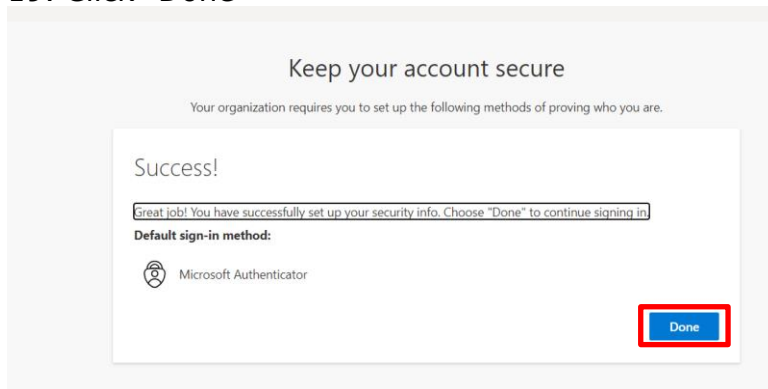 Keep your account secure
Your organization requires you to set up the following methods of proving who you are.
Success!
Great job! You have successfully set up your security info. Choose "Done" to continue signing in.
Default sign-in method:
Microsoft Authenticator
Done